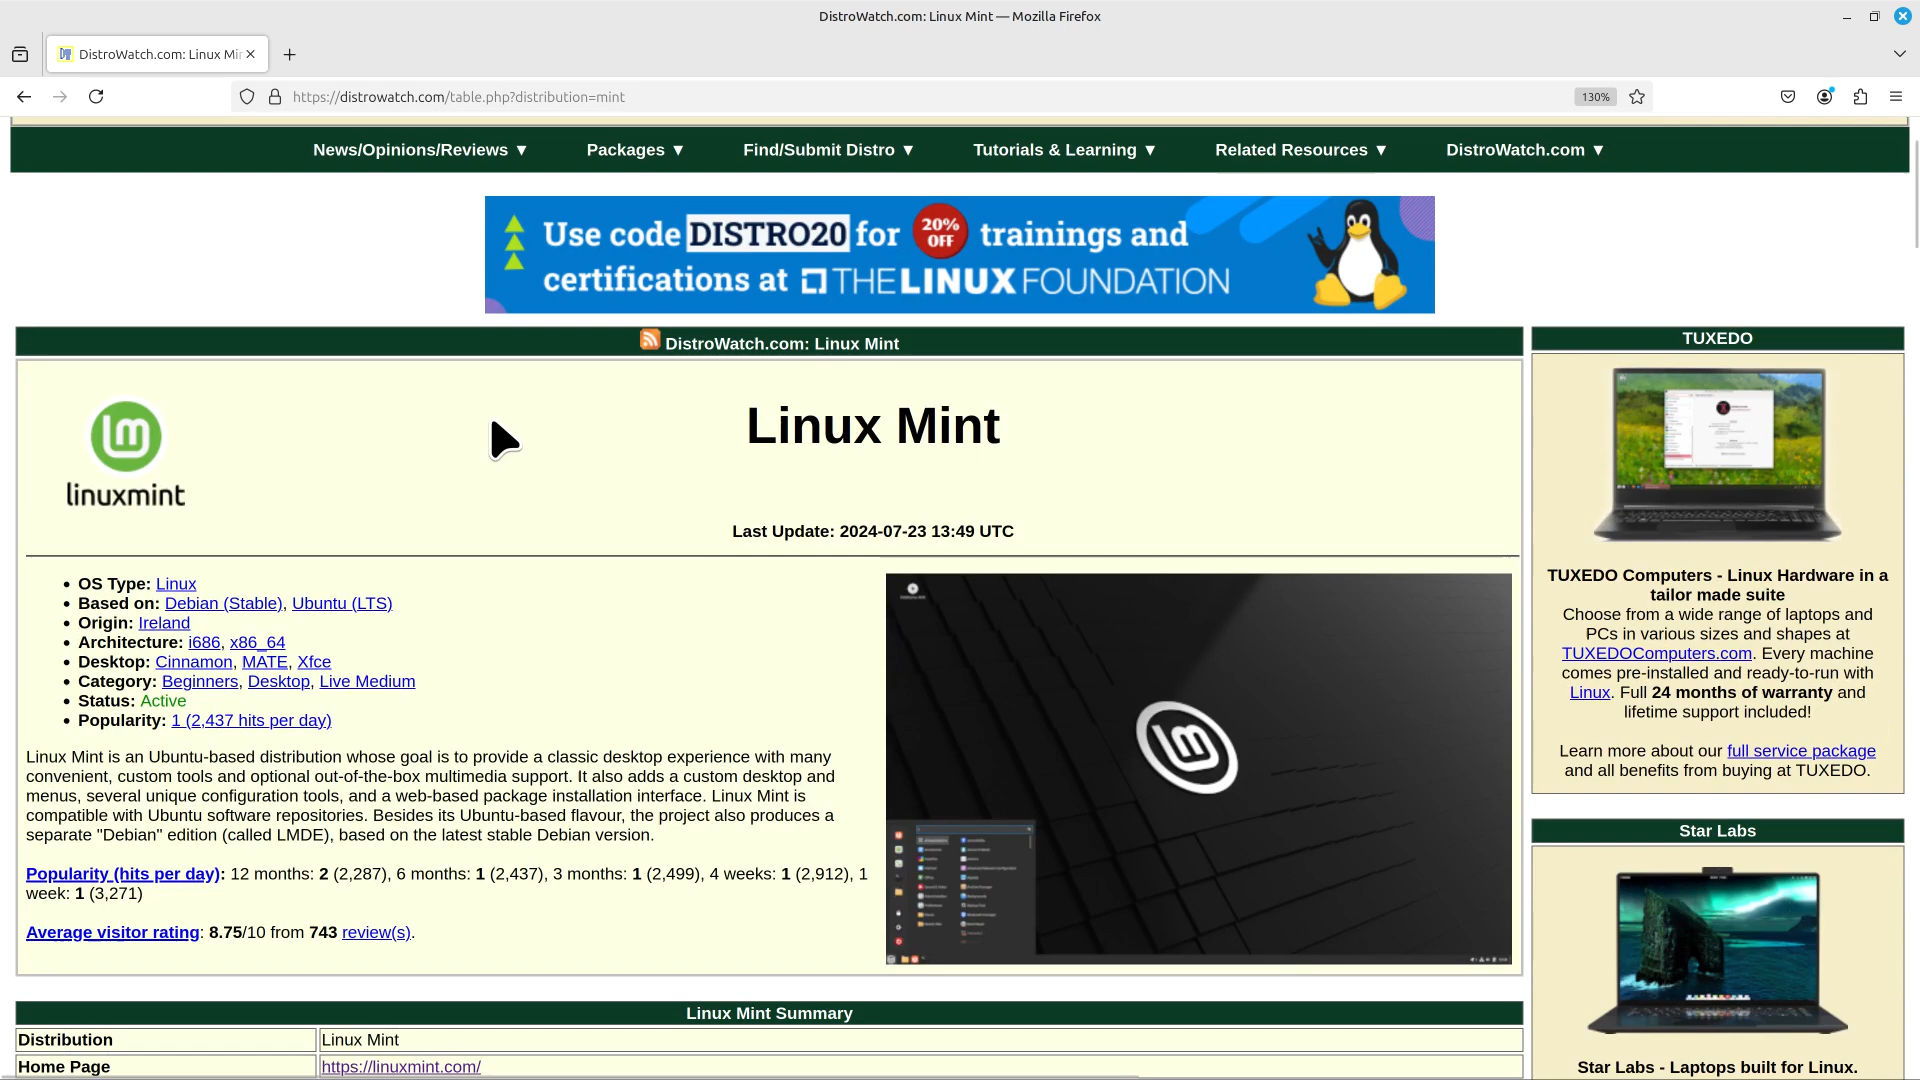 DistroWatch.com: Linux Mint — Mozilla Firefox
DistroWatch.com: Linux Mir
https://distrowatch.com/table.php?distribution=mint
130%
News/Opinions/Reviews ▼ Packages ▼ Find/Submit Distro ▼ Tutorials & Learning ▼ Related Resources ▼ DistroWatch.com ▼
Use code DISTRO20 for 20% OFF trainings and
certifications at THE LINUX FOUNDATION
DistroWatch.com: Linux Mint
linuxmint
Linux Mint
Last Update: 2024-07-23 13:49 UTC
• OS Type: Linux
• Based on: Debian (Stable), Ubuntu (LTS)
• Origin: Ireland
• Architecture: i686, x86_64
• Desktop: Cinnamon, MATE, Xfce
• Category: Beginners, Desktop, Live Medium
• Status: Active
• Popularity: 1 (2,437 hits per day)
Linux Mint is an Ubuntu-based distribution whose goal is to provide a classic desktop experience with many
convenient, custom tools and optional out-of-the-box multimedia support. It also adds a custom desktop and
menus, several unique configuration tools, and a web-based package installation interface. Linux Mint is
compatible with Ubuntu software repositories. Besides its Ubuntu-based flavour, the project also produces a
separate "Debian" edition (called LMDE), based on the latest stable Debian version.
Popularity (hits per day): 12 months: 2 (2,287), 6 months: 1 (2,437), 3 months: 1 (2,499), 4 weeks: 1 (2,912), 1
week: 1 (3,271)
Average visitor rating: 8.75/10 from 743 review(s).
Linux Mint Summary
Distribution Linux Mint
Home Page https://linuxmint.com/
TUXEDO
TUXEDO Computers - Linux Hardware in a
tailor made suite
Choose from a wide range of laptops and
PCs in various sizes and shapes at
TUXEDOComputers.com. Every machine
comes pre-installed and ready-to-run with
Linux. Full 24 months of warranty and
lifetime support included!
Learn more about our full service package
and all benefits from buying at TUXEDO.
Star Labs
Star Labs - Laptops built for Linux.